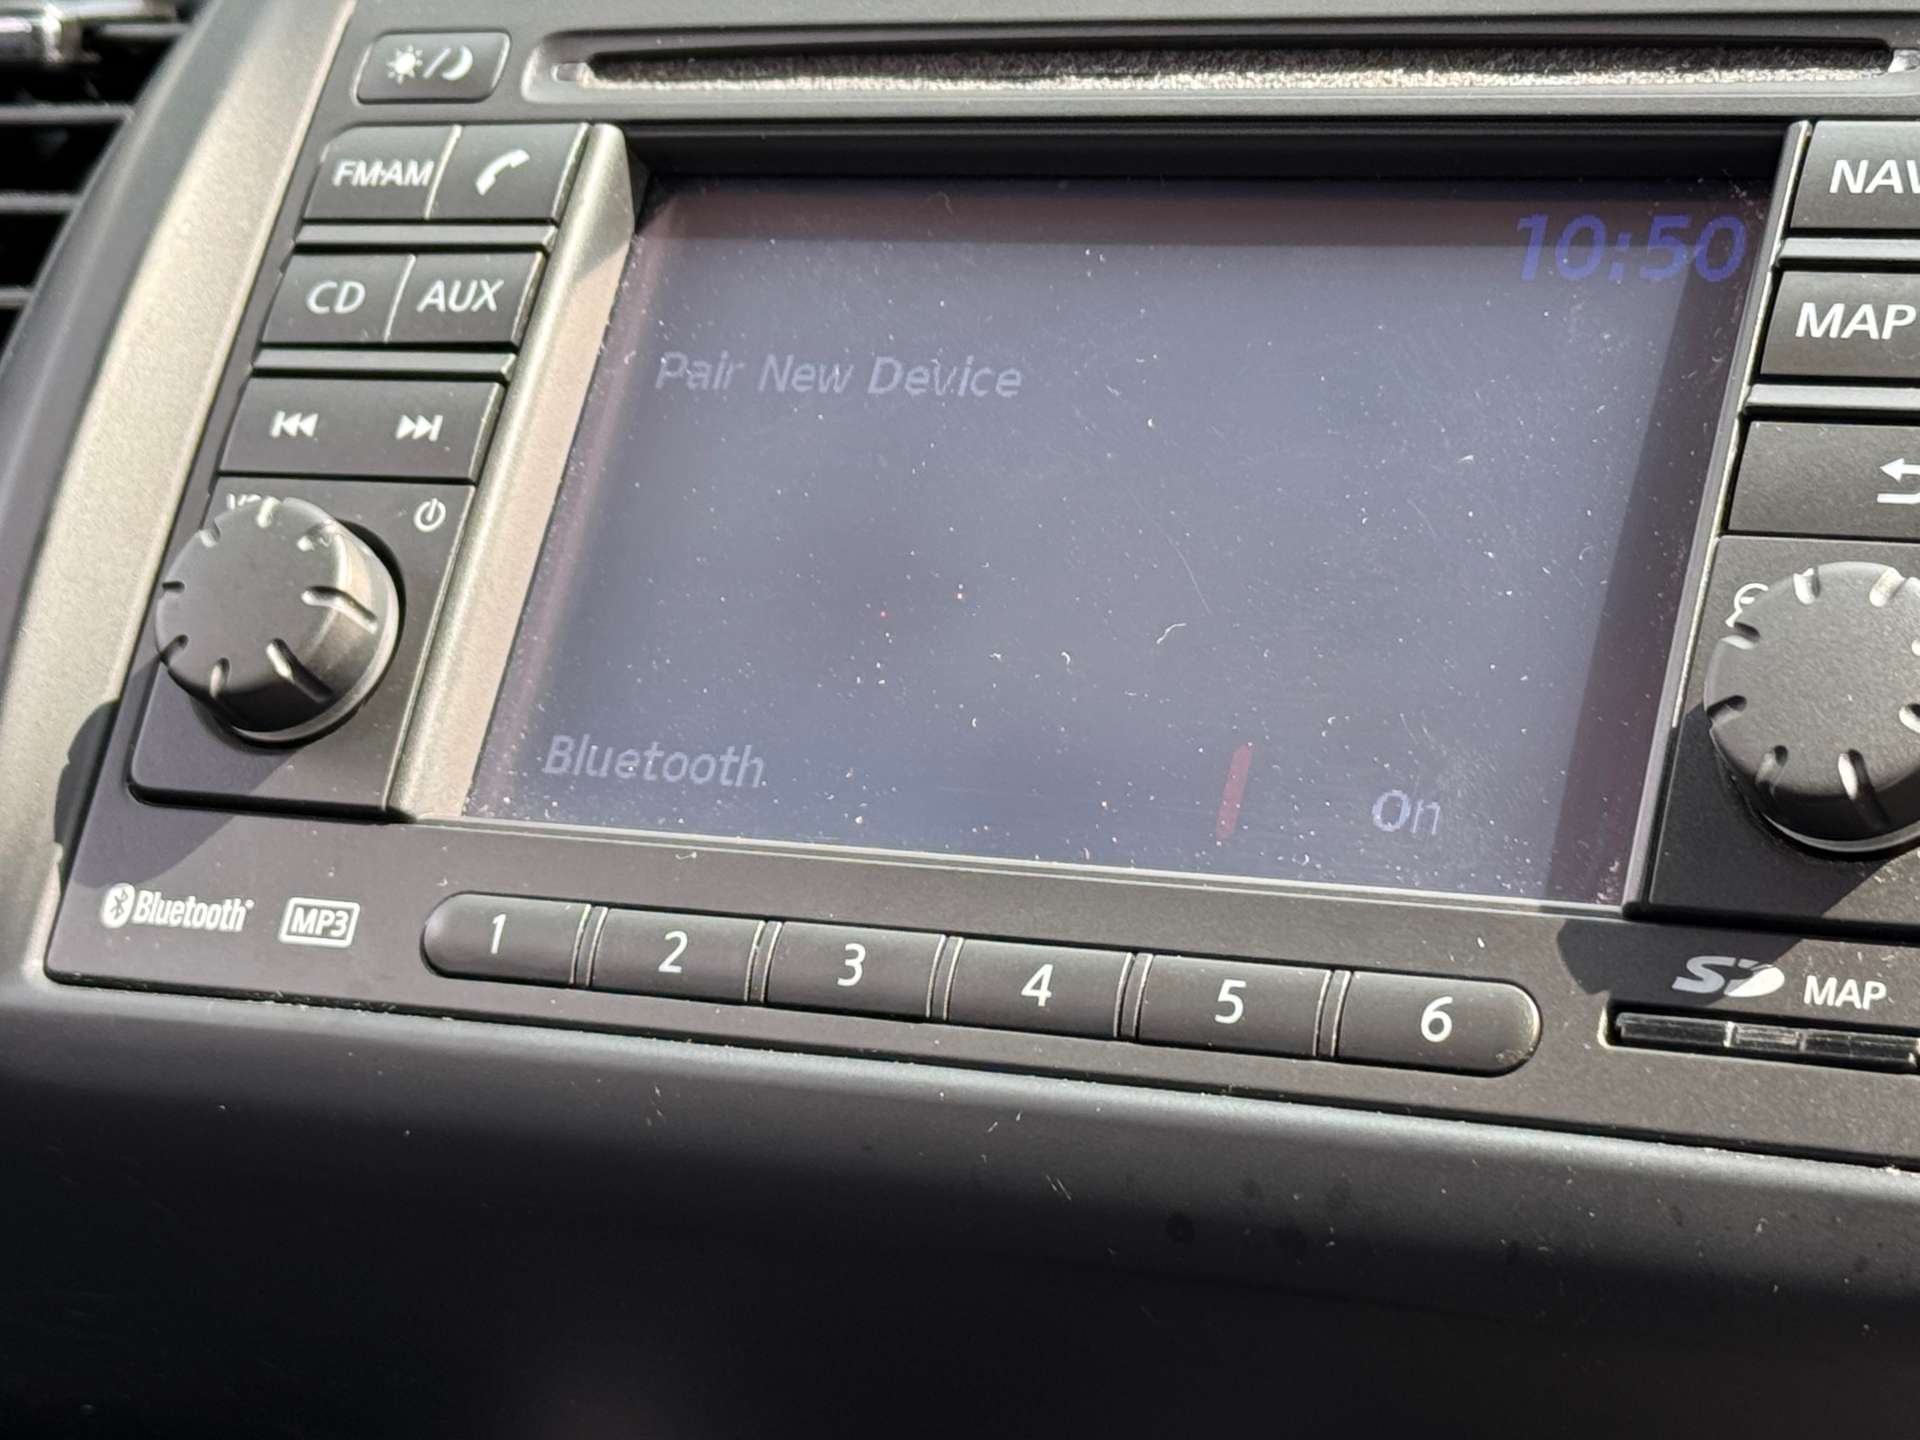 FM·AM
NAV
10:50
CD AUX
MAP
Pair New Device
Bluetooth On
Bluetooth
MP3
1 2 3 4 5 6
SD MAP